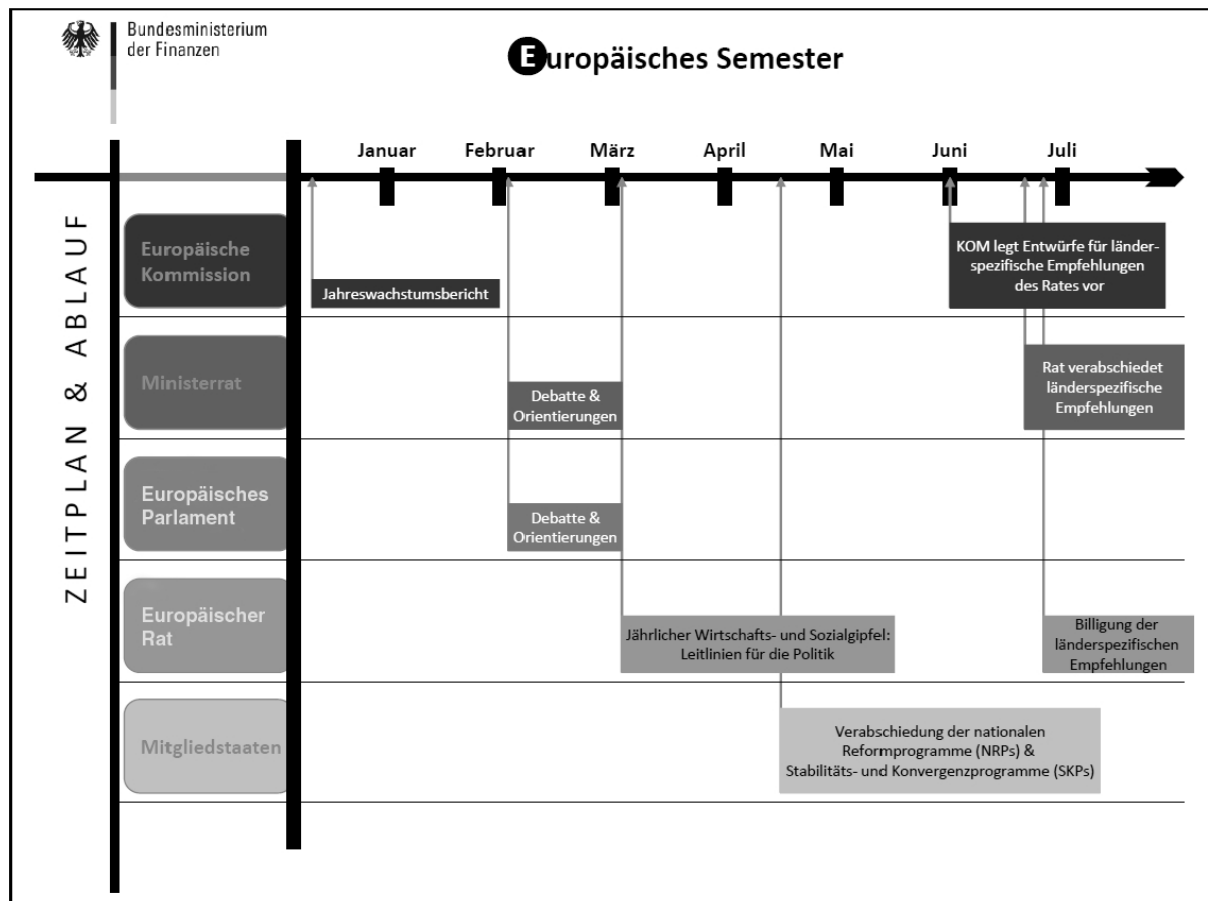 Bundesministerium
der Finanzen
Europäisches Semester
Januar Februar März April Mai Juni Juli
ZEITPLAN & ABLAUF
Europäische
Kommission
Jahreswachstumsbericht
KOM legt Entwürfe für länder-
spezifische Empfehlungen
des Rates vor
Ministerrat
Debatte &
Orientierungen
Rat verabschiedet
länderspezifische
Empfehlungen
Europäisches
Parlament
Debatte &
Orientierungen
Europäischer
Rat
Jährlicher Wirtschafts- und Sozialgipfel:
Leitlinien für die Politik
Billigung der
länderspezifischen
Empfehlungen
Mitgliedstaaten
Verabschiedung der nationalen
Reformprogramme (NRPs) &
Stabilitäts- und Konvergenzprogramme (SKPs)